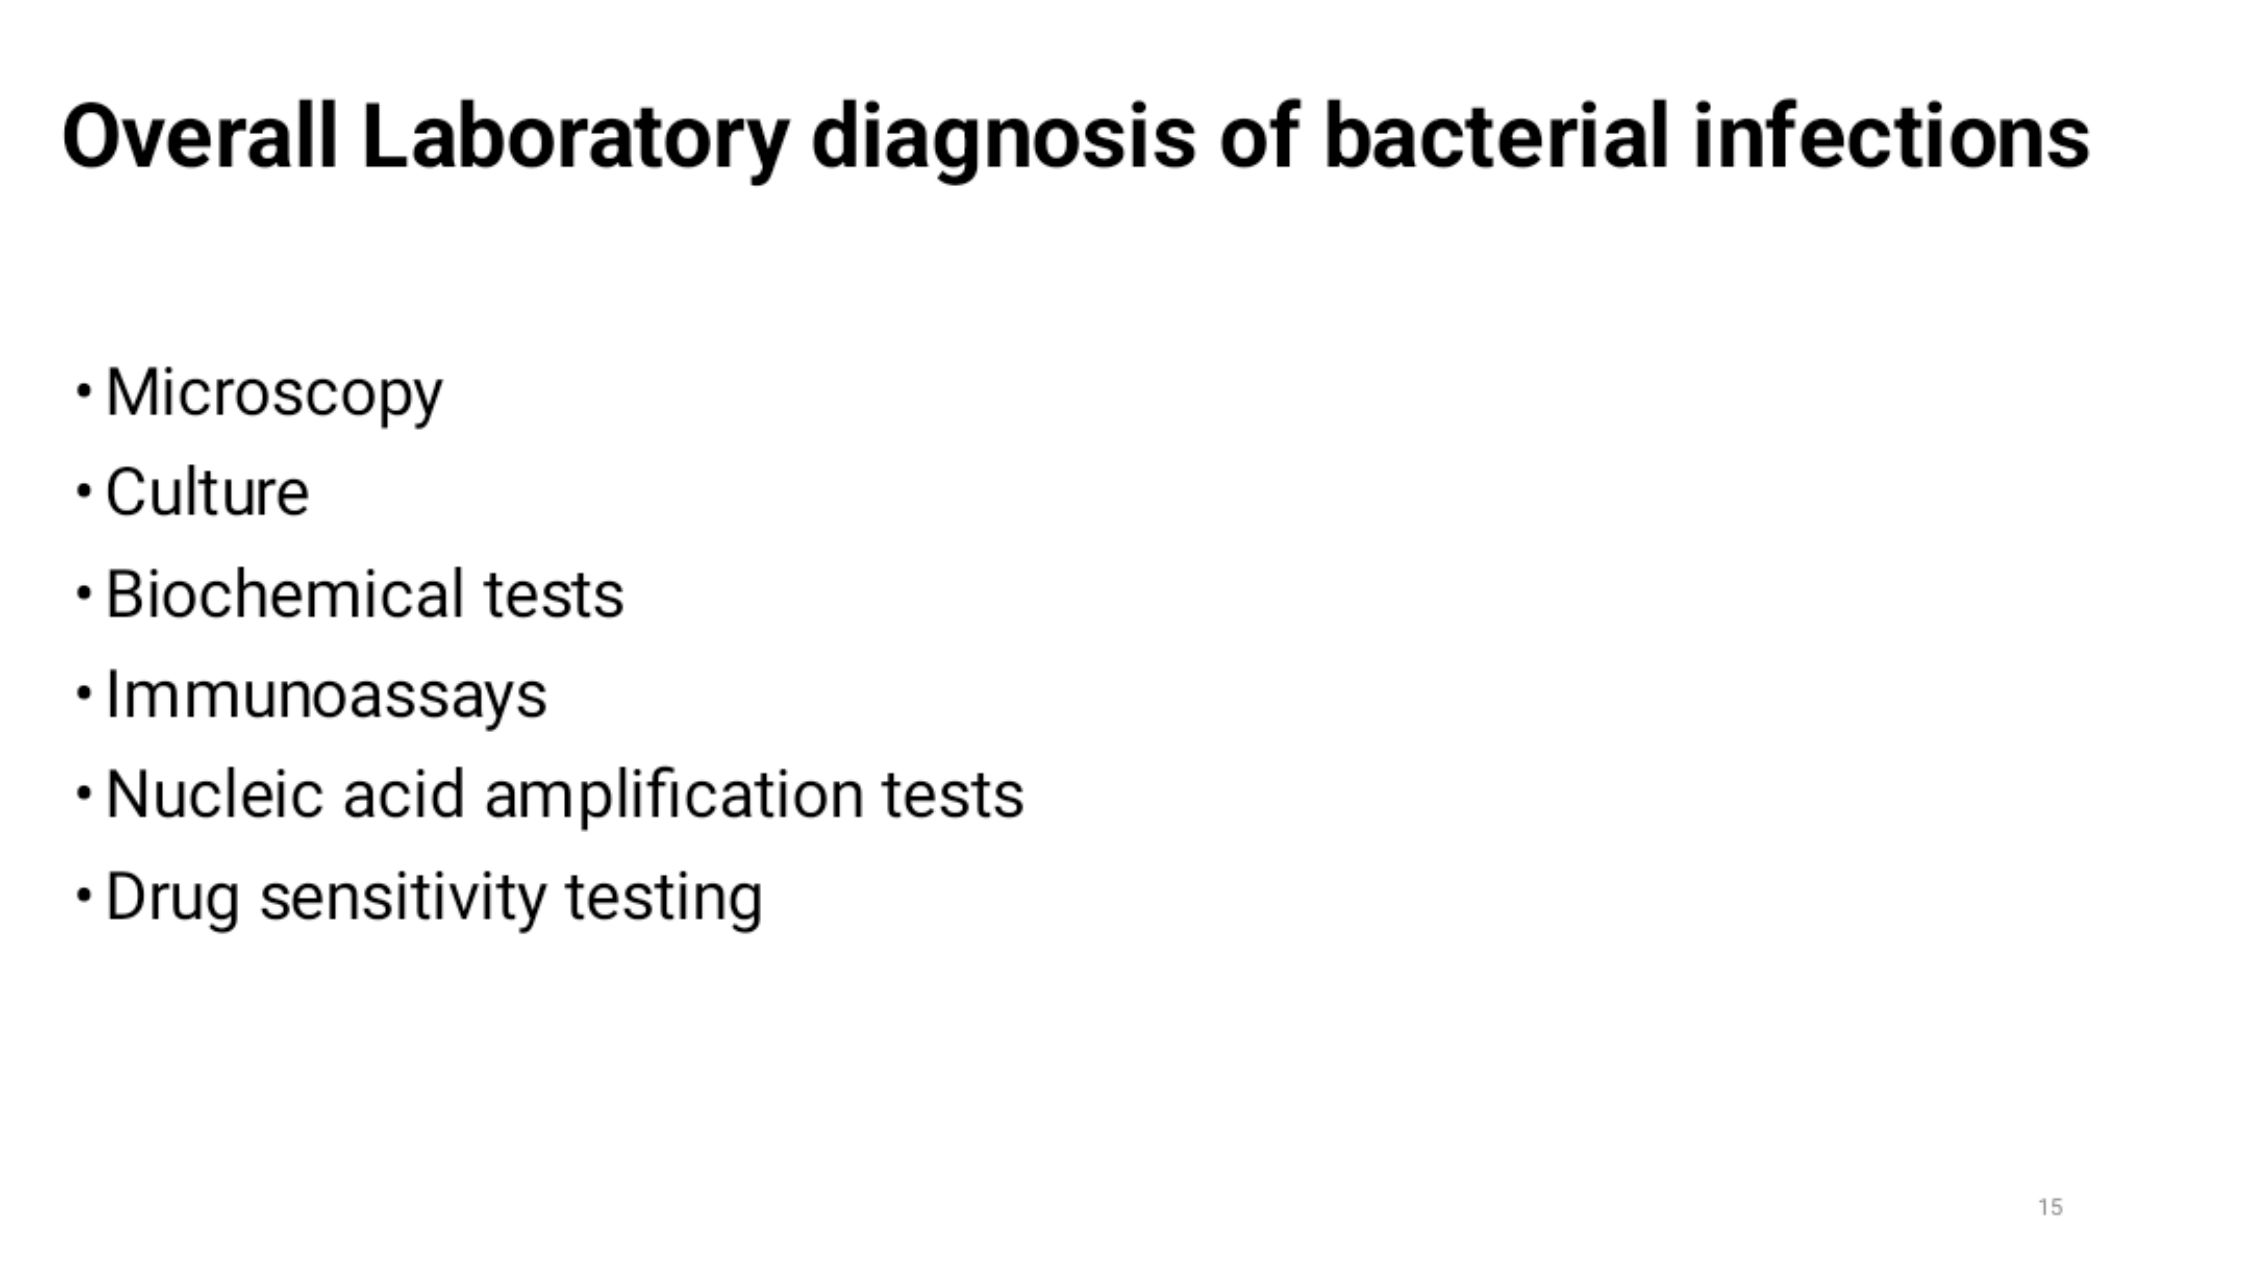 Overall Laboratory diagnosis of bacterial infections
• Microscopy
• Culture
• Biochemical tests
• Immunoassays
• Nucleic acid amplification tests
• Drug sensitivity testing
15